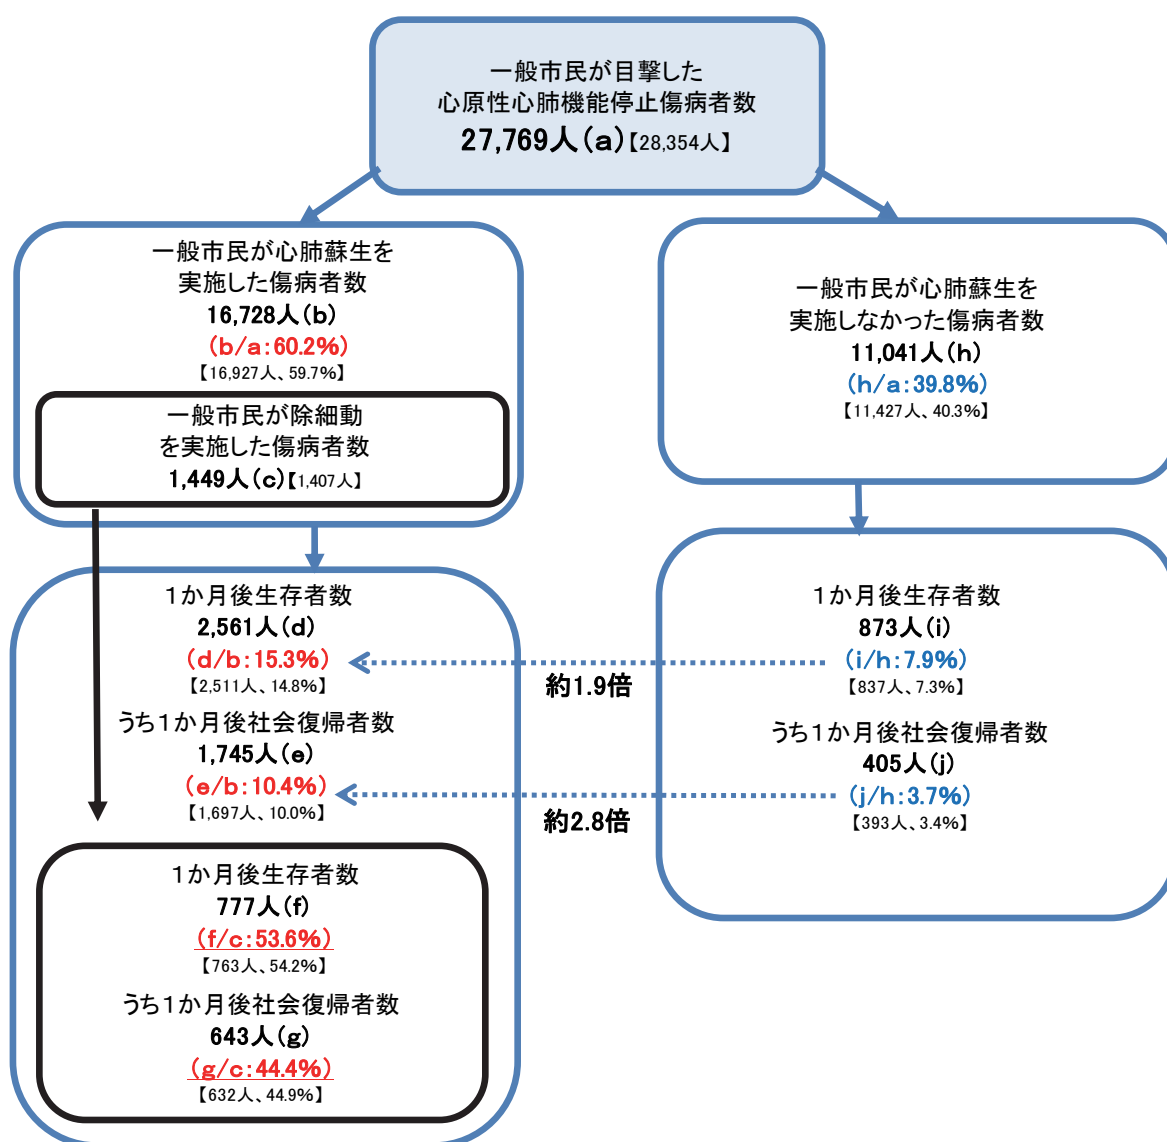 一般市民が目撃した
心原性心肺機能停止傷病者数
27,769人(a)【28,354人】
一般市民が心肺蘇生を
実施した傷病者数
16,728人(b)
(b/a:60.2%)
【16,927人、59.7%】
一般市民が除細動
を実施した傷病者数
1,449人(c)【1,407人】
一般市民が心肺蘇生を
実施しなかった傷病者数
11,041人(h)
(h/a:39.8%)
【11,427人、40.3%】
1か月後生存者数
2,561人(d)
(d/b:15.3%)
【2,511人、14.8%】
うち1か月後社会復帰者数
1,745人(e)
(e/b:10.4%)
【1,697人、10.0%】
約1.9倍
約2.8倍
1か月後生存者数
873人(i)
(i/h:7.9%)
【837人、7.3%】
うち1か月後社会復帰者数
405人(j)
(j/h:3.7%)
【393人、3.4%】
1か月後生存者数
777人(f)
(f/c:53.6%)
【763人、54.2%】
うち1か月後社会復帰者数
643人(g)
(g/c:44.4%)
【632人、44.9%】